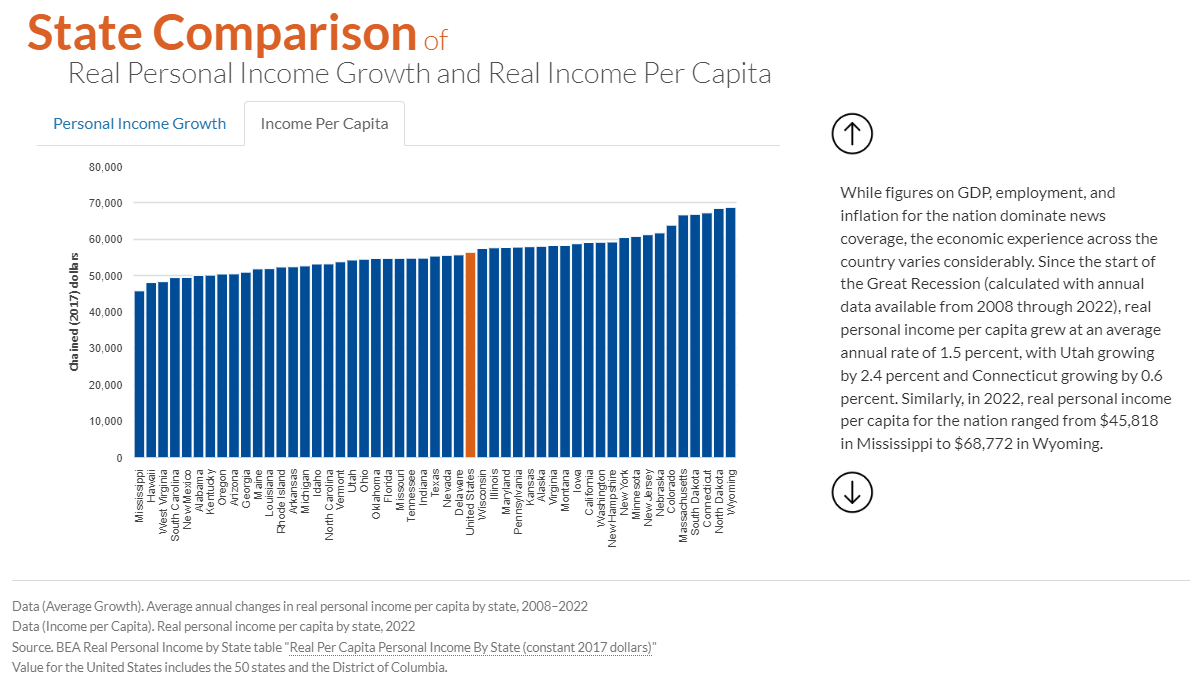 State Comparison of
Real Personal Income Growth and Real Income Per Capita
Personal Income Growth
Income Per Capita
80,000
70,000
60,000
50,000
40,000
30,000
20,000
10,000
0
Chained (2017) dollars
Mississippi
Hawaii
West Virginia
South Carolina
New Mexico
Alabama
Kentucky
Oregon
Arizona
Georgia
Maine
Louisiana
Rhode Island
Arkansas
Michigan
Idaho
North Carolina
Vermont
Utah
Ohio
Oklahoma
Florida
Missouri
Tennessee
Indiana
Texas
Nevada
Delaware
United States
Wisconsin
Illinois
Maryland
Pennsylvania
Kansas
Alaska
Virginia
Montana
Iowa
California
Washington
New Hampshire
New York
Minnesota
New Jersey
Nebraska
Colorado
Massachusetts
South Dakota
Connecticut
North Dakota
Wyoming
While figures on GDP, employment, and
inflation for the nation dominate news
coverage, the economic experience across the
country varies considerably. Since the start of
the Great Recession (calculated with annual
data available from 2008 through 2022), real
personal income per capita grew at an average
annual rate of 1.5 percent, with Utah growing
by 2.4 percent and Connecticut growing by 0.6
percent. Similarly, in 2022, real personal income
per capita for the nation ranged from $45,818
in Mississippi to $68,772 in Wyoming.
Data (Average Growth). Average annual changes in real personal income per capita by state, 2008–2022
Data (Income per Capita). Real personal income per capita by state, 2022
Source. BEA Real Personal Income by State table "Real Per Capita Personal Income By State (constant 2017 dollars)"
Value for the United States includes the 50 states and the District of Columbia.